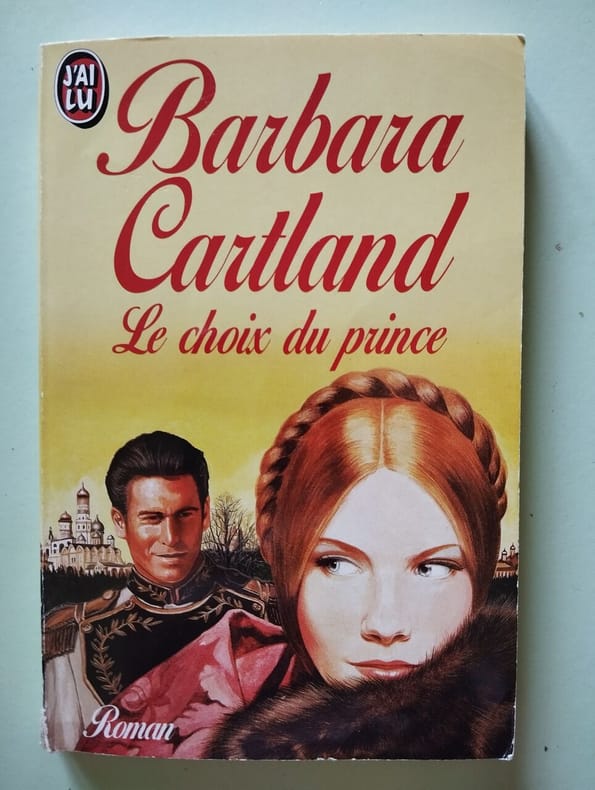 J'AI
LU
Barbara
Cartland
Le choix du prince
Roman